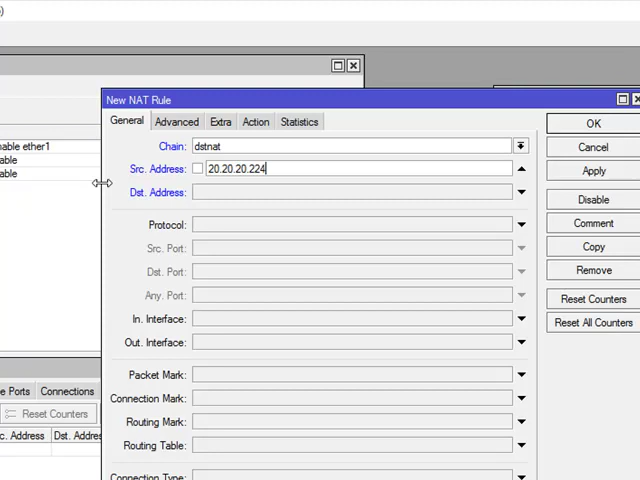 )
New NAT Rule
General Advanced Extra Action Statistics
OK
Chain: dstnat
Cancel
Src. Address: 20.20.20.224
Apply
Dst. Address:
Disable
Protocol:
Comment
Src. Port:
Copy
Dst. Port:
Remove
Any. Port:
Reset Counters
In. Interface:
Reset All Counters
Out. Interface:
Packet Mark:
Connection Mark:
Routing Mark:
Routing Table:
Connection Type:
nable ether1
able
able
e Ports Connections
Reset Counters
c. Address Dst. Addres